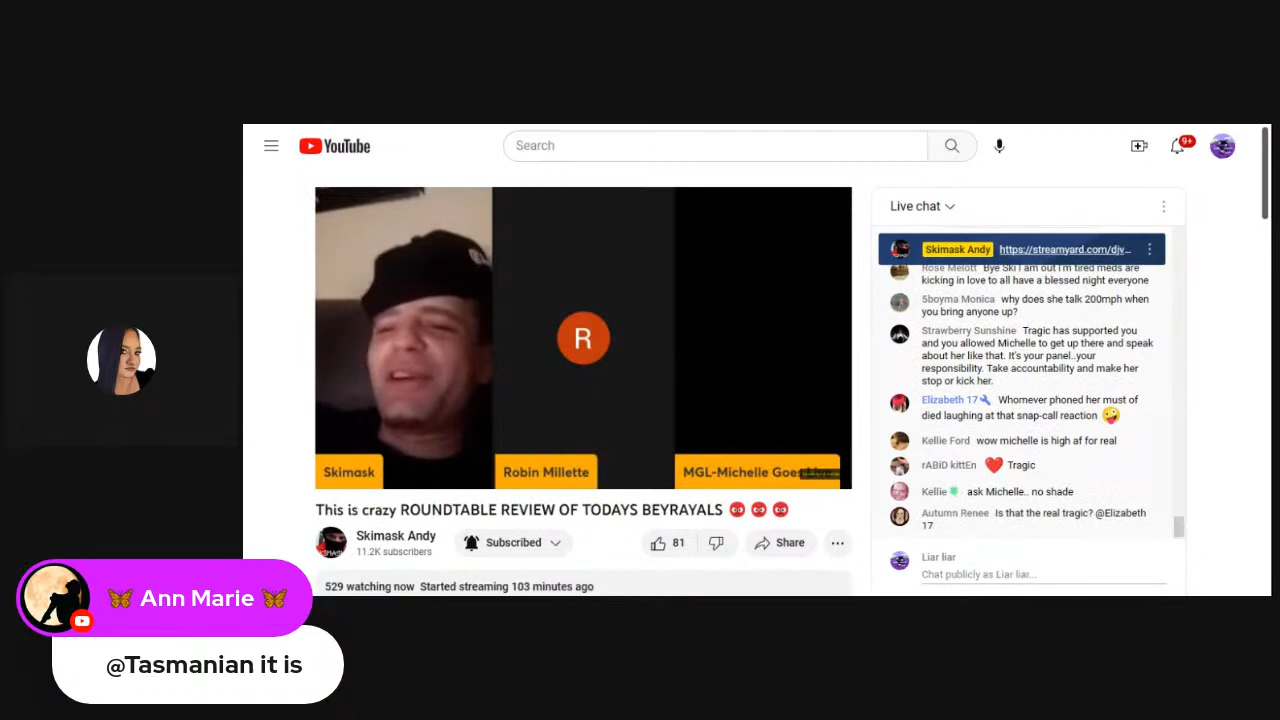 YouTube
Search
9+
Live chat
Skimask Andy https://streamyard.com/djv...
Rose Melott Bye Ski I am out I'm tired meds are
kicking in love to all have a blessed night everyone
5boyma Monica why does she talk 200mph when
you bring anyone up?
Strawberry Sunshine Tragic has supported you
and you allowed Michelle to get up there and speak
about her like that. It's your panel..your
responsibility. Take accountability and make her
stop or kick her.
Elizabeth 17 Whomever phoned her must of
died laughing at that snap-call reaction 🤪
Kellie Ford wow michelle is high af for real
rABiD kittEn ❤️ Tragic
Kellie ask Michelle.. no shade
Autumn Renee Is that the real tragic? @Elizabeth
17
Liar liar
Chat publicly as Liar liar...
R
Skimask
Robin Millette
MGL-Michelle Goes Live
This is crazy ROUNDTABLE REVIEW OF TODAYS BEYRAYALS
SKIMASK
Skimask Andy
11.2K subscribers
Subscribed
81
Share
529 watching now Started streaming 103 minutes ago
🦋 Ann Marie 🦋
@Tasmanian it is